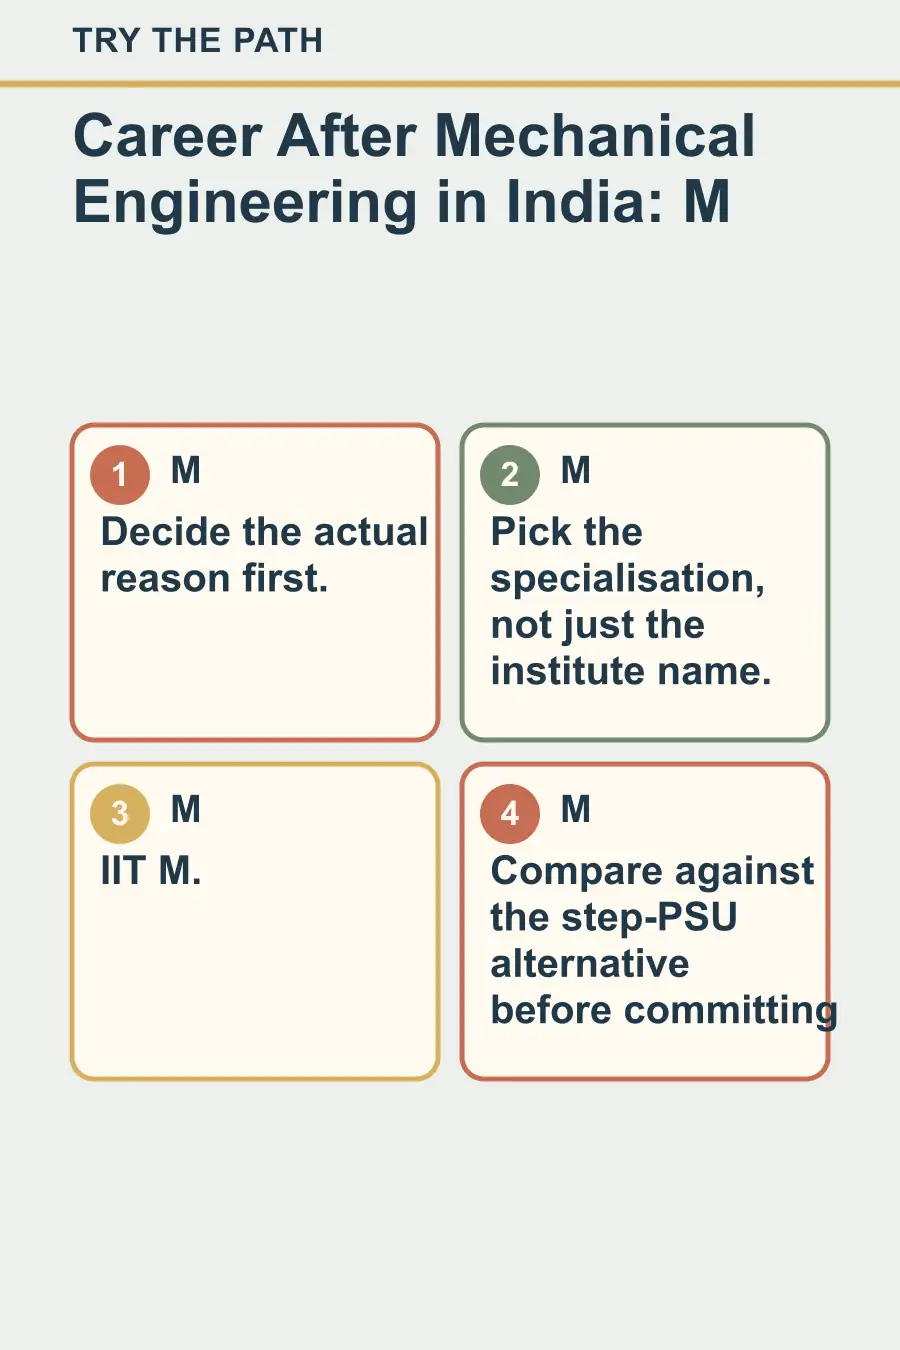 TRY THE PATH
Career After Mechanical
Engineering in India: M
1 M
Decide the actual
reason first.
2 M
Pick the
specialisation,
not just the
institute name.
3 M
IIT M.
4 M
Compare against
the step-PSU
alternative
before committing